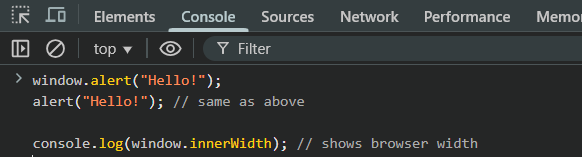 Elements Console Sources Network Performance Memo
top Filter
window.alert("Hello!");
alert("Hello!"); // same as above
console.log(window.innerWidth); // shows browser width